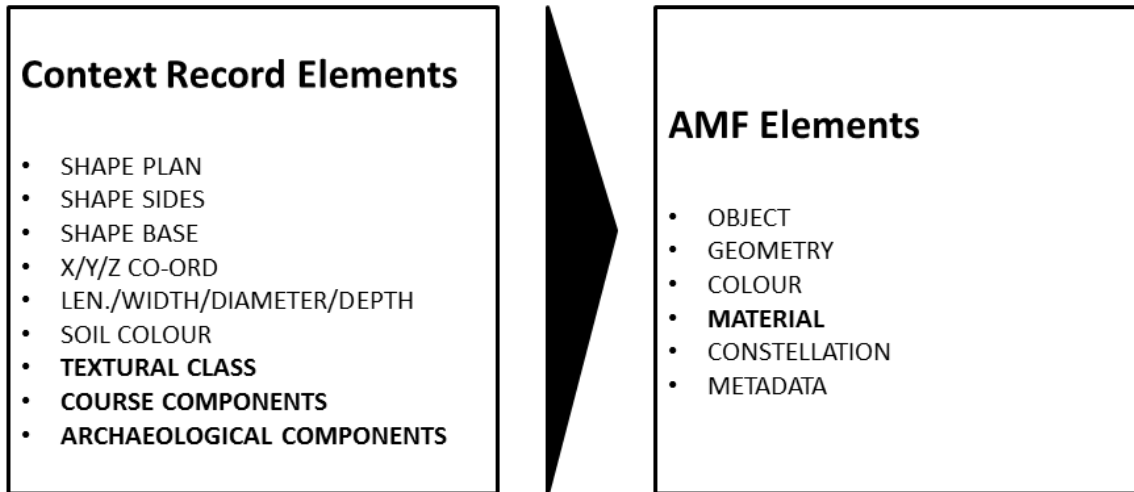 Context Record Elements
• SHAPE PLAN
• SHAPE SIDES
• SHAPE BASE
• X/Y/Z CO-ORD
• LEN./WIDTH/DIAMETER/DEPTH
• SOIL COLOUR
• TEXTURAL CLASS
• COURSE COMPONENTS
• ARCHAEOLOGICAL COMPONENTS
AMF Elements
• OBJECT
• GEOMETRY
• COLOUR
• MATERIAL
• CONSTELLATION
• METADATA